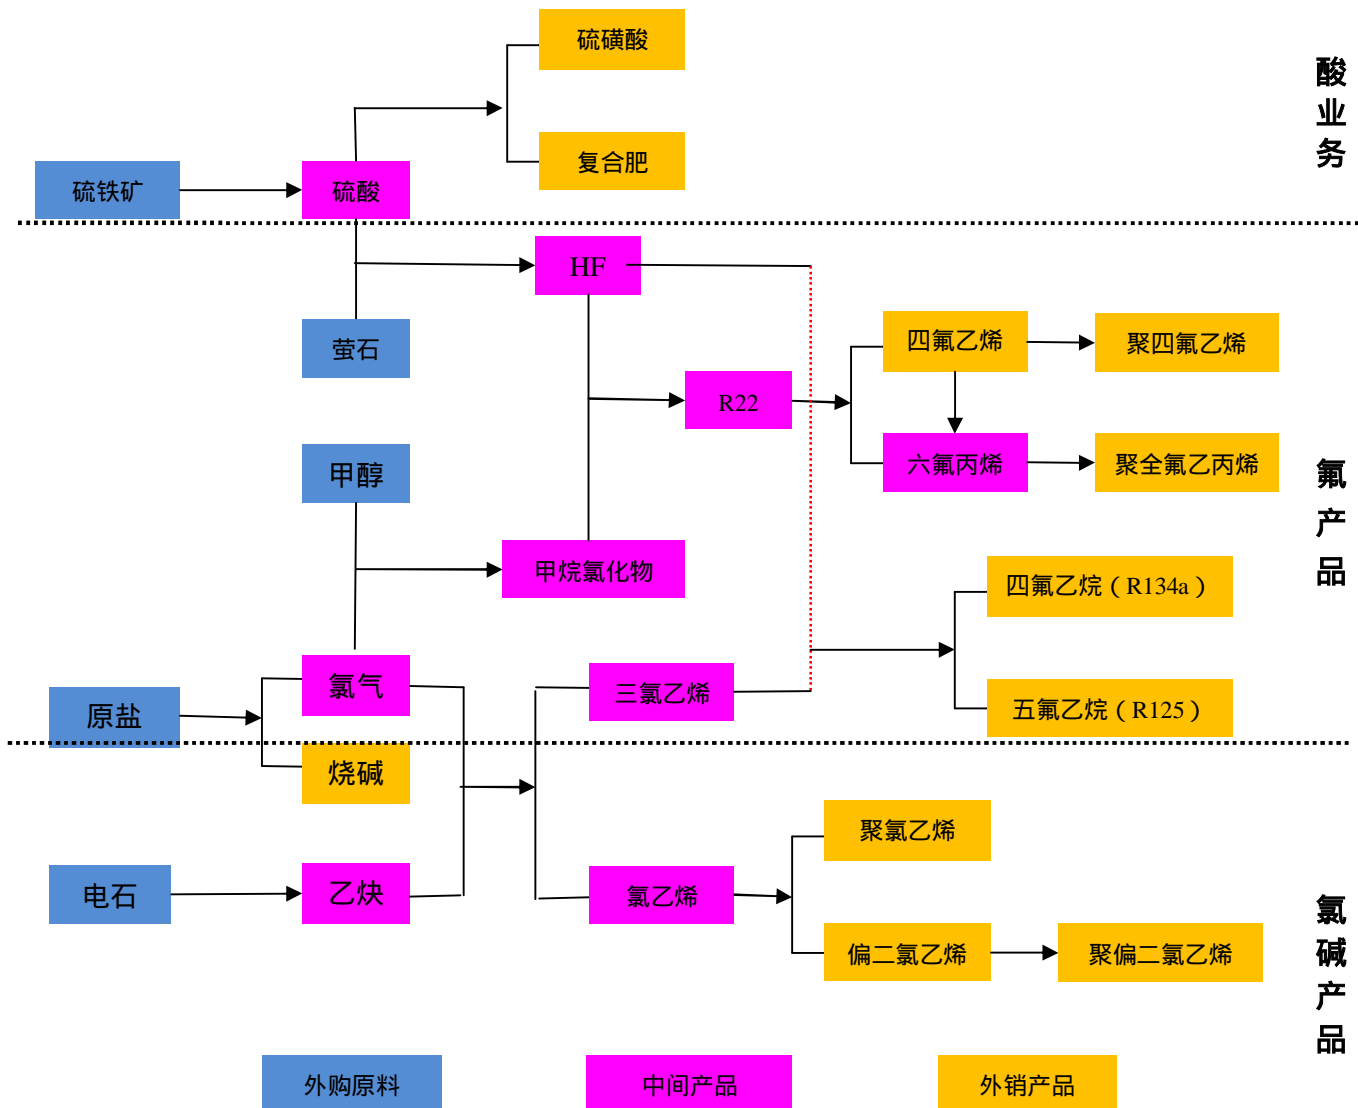 硫磺酸
复合肥
酸业务
硫铁矿
硫酸
HF
萤石
四氟乙烯
聚四氟乙烯
R22
六氟丙烯
聚全氟乙丙烯
甲醇
氟产品
甲烷氯化物
四氟乙烷（R134a）
氯气
三氯乙烯
五氟乙烷（R125）
原盐
烧碱
聚氯乙烯
电石
乙炔
氯乙烯
偏二氯乙烯
聚偏二氯乙烯
氯碱产品
外购原料
中间产品
外销产品